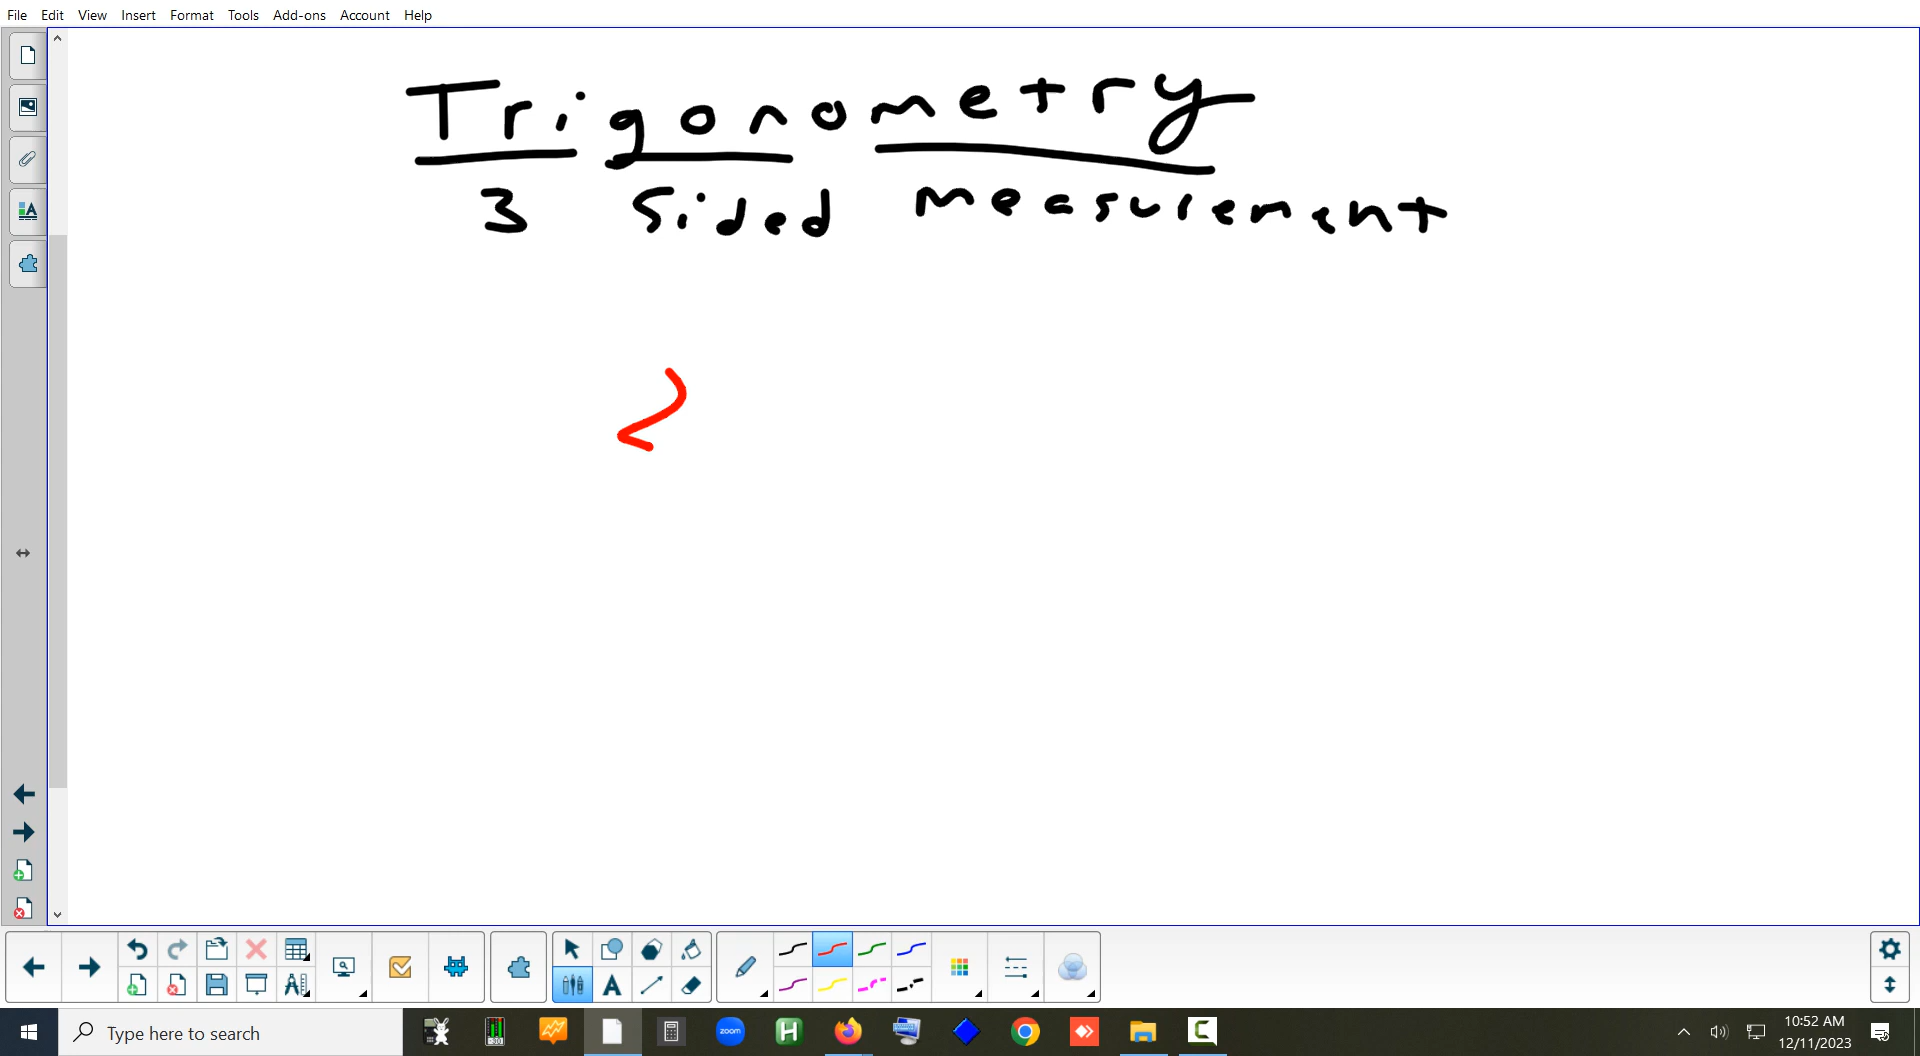 File Edit View Insert Format Tools Add-ons Account Help
Trigonometry
3 sided measurement
2
Type here to search
zoom
10:52 AM
12/11/2023